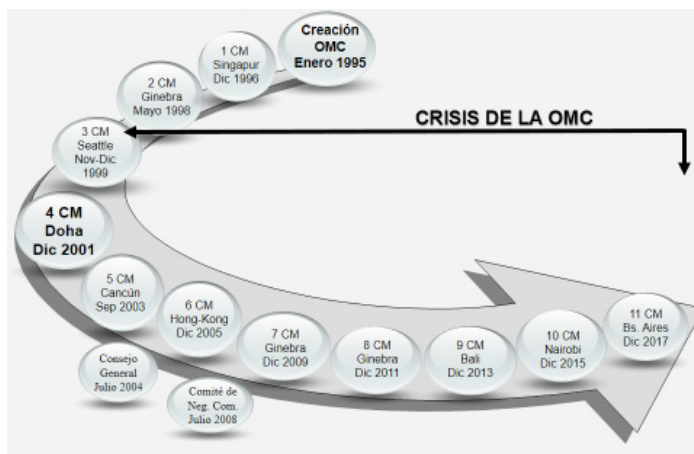 Creación
OMC
Enero 1995
1 CM
Singapur
Dic 1996
2 CM
Ginebra
Mayo 1998
CRISIS DE LA OMC
3 CM
Seattle
Nov-Dic
1999
4 CM
Doha
Dic 2001
5 CM
Cancún
Sep 2003
6 CM
Hong-Kong
Dic 2005
7 CM
Ginebra
Dic 2009
8 CM
Ginebra
Dic 2011
9 CM
Bali
Dic 2013
10 CM
Nairobi
Dic 2015
11 CM
Bs. Aires
Dic 2017
Consejo
General
Julio 2004
Comité de
Neg. Com.
Julio 2008